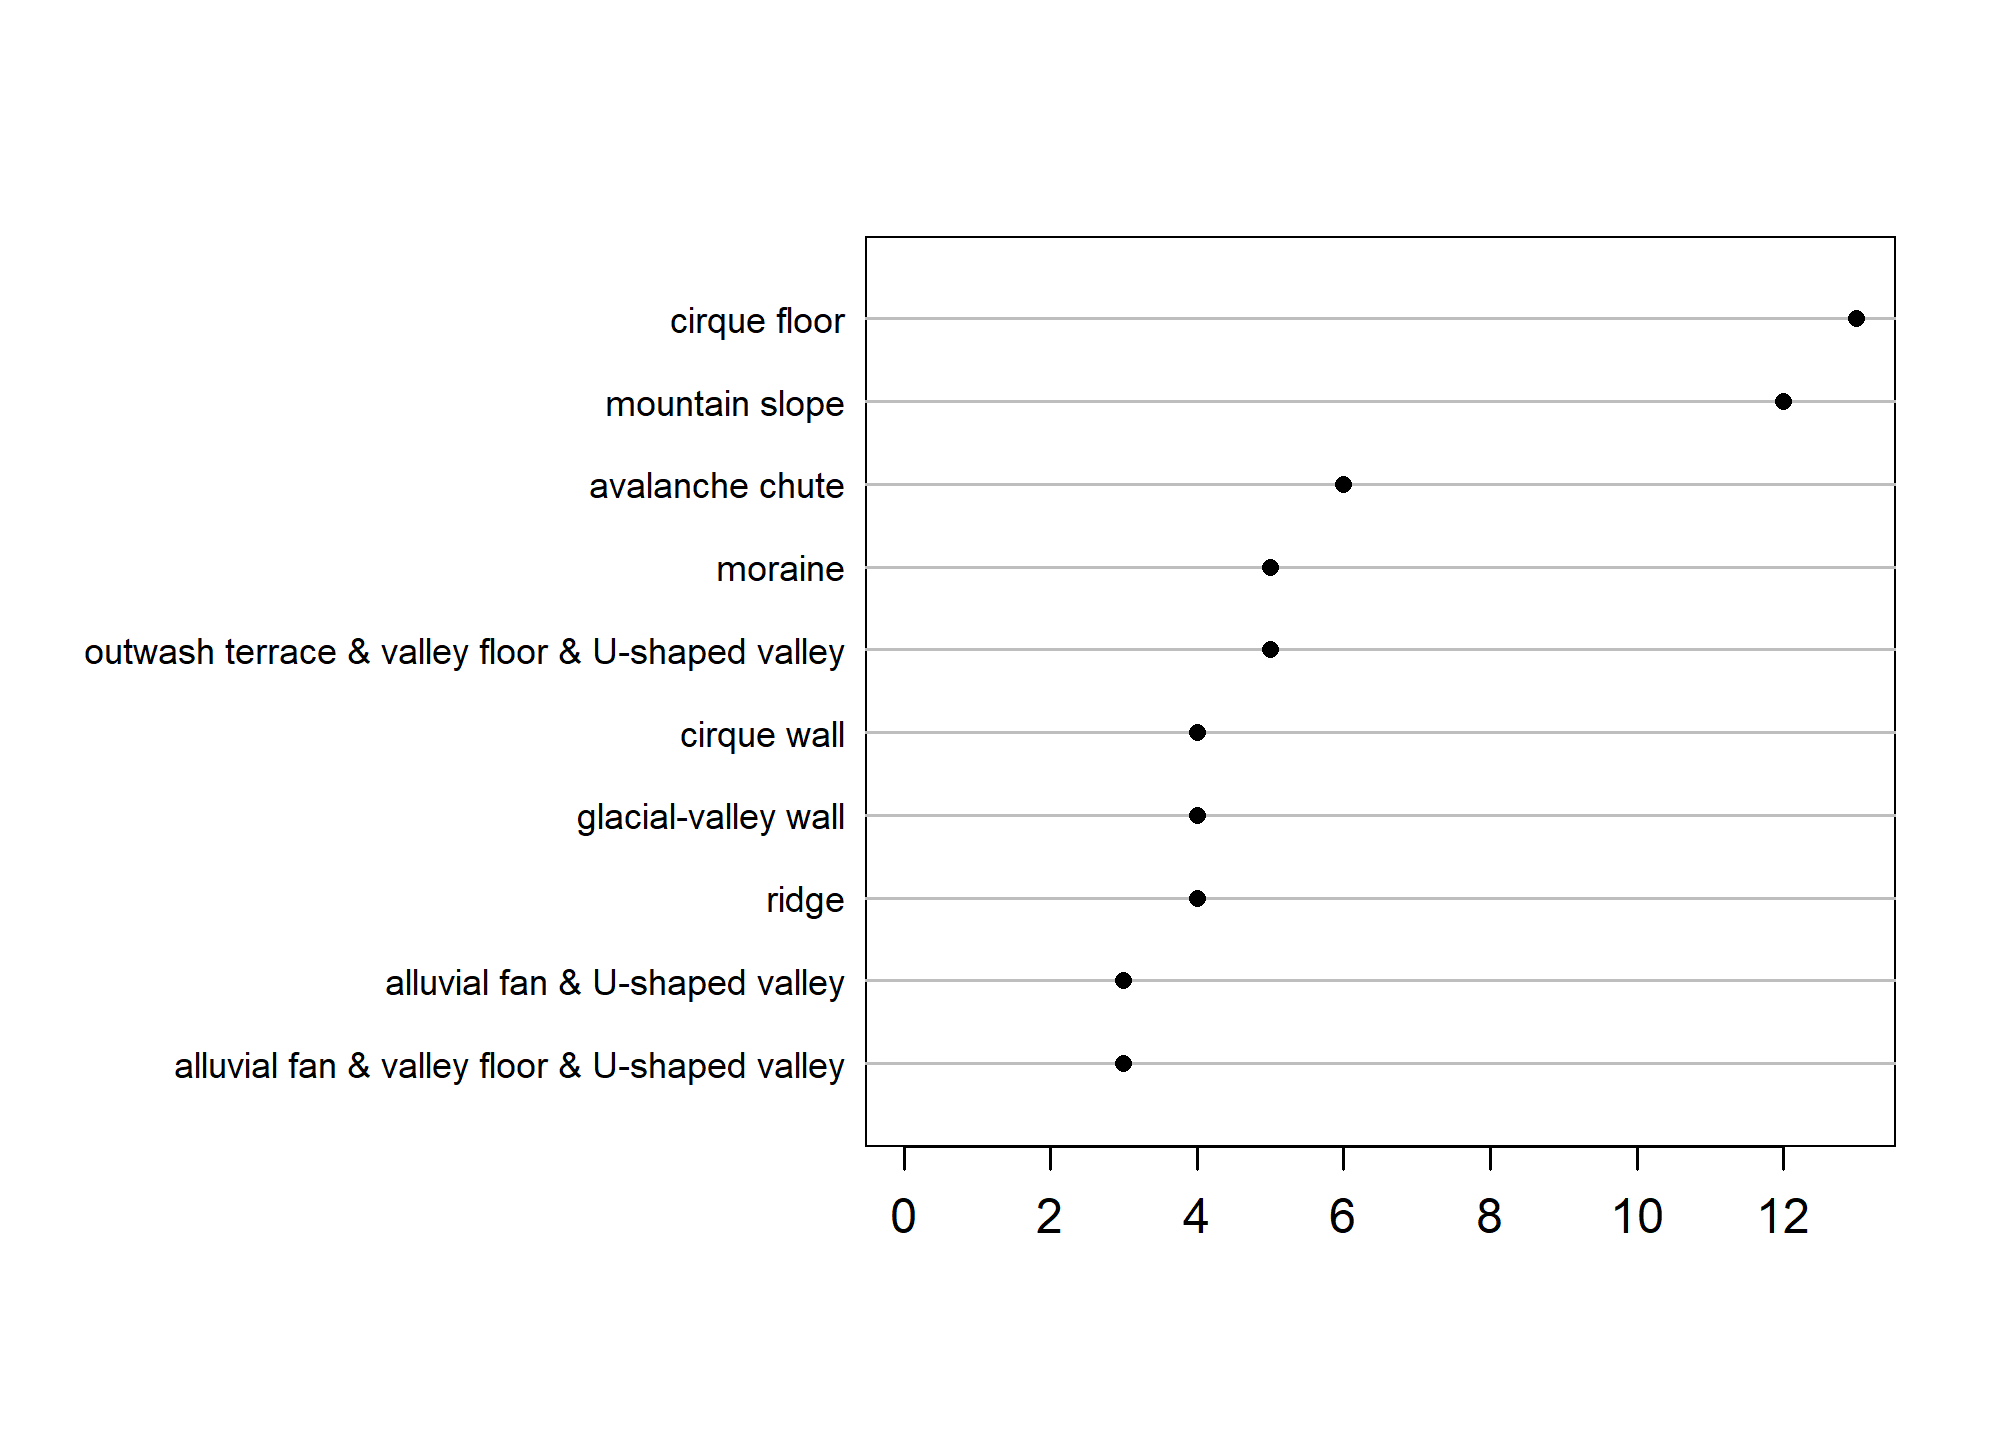 cirque floor
mountain slope
avalanche chute
moraine
outwash terrace & valley floor & U-shaped valley
cirque wall
glacial-valley wall
ridge
alluvial fan & U-shaped valley
alluvial fan & valley floor & U-shaped valley
0 2 4 6 8 10 12